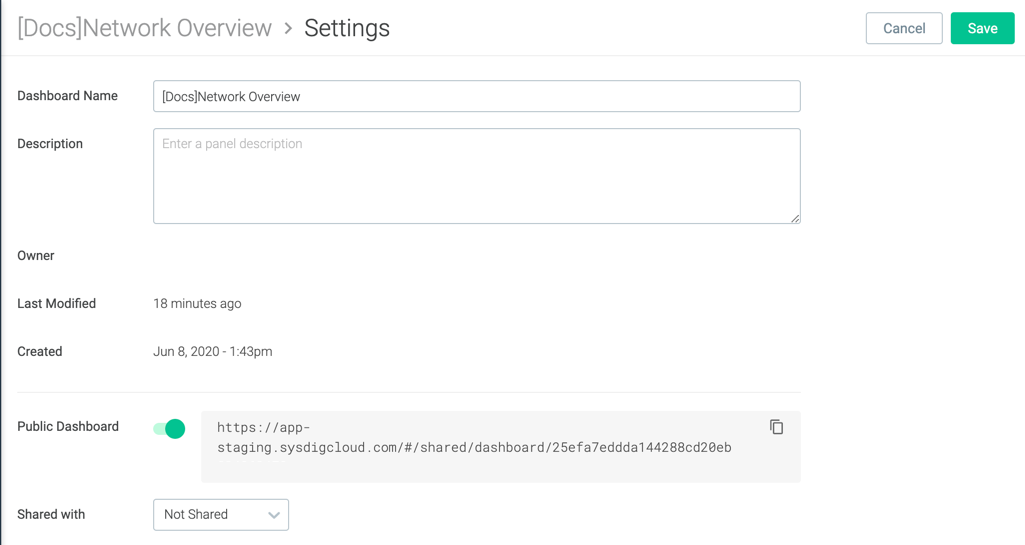 [Docs]Network Overview > Settings
Cancel
Save
Dashboard Name
[Docs]Network Overview
Description
Enter a panel description
Owner
Last Modified
18 minutes ago
Created
Jun 8, 2020 - 1:43pm
Public Dashboard
https://app-
staging.sysdigcloud.com/#/shared/dashboard/25efa7eddda144288cd20eb
Shared with
Not Shared